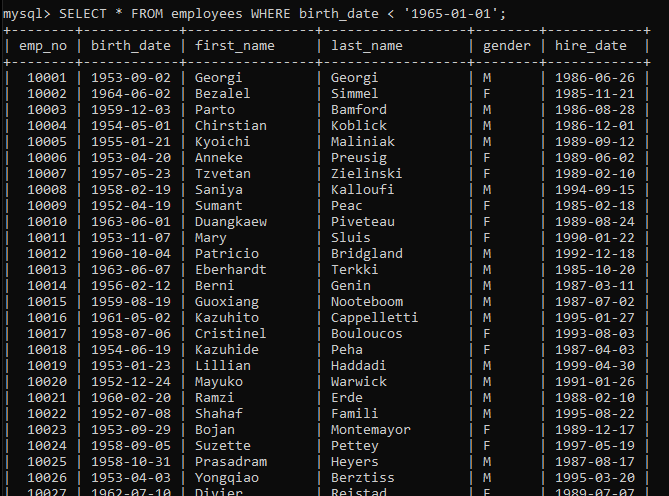 mysql> SELECT * FROM employees WHERE birth_date < '1965-01-01';
+--------+------------+----------------+------------------+--------+------------+
| emp_no | birth_date | first_name | last_name | gender | hire_date |
+--------+------------+----------------+------------------+--------+------------+
| 10001 | 1953-09-02 | Georgi | Georgi | M | 1986-06-26 |
| 10002 | 1964-06-02 | Bezalel | Simmel | F | 1985-11-21 |
| 10003 | 1959-12-03 | Parto | Bamford | M | 1986-08-28 |
| 10004 | 1954-05-01 | Chirstian | Koblick | M | 1986-12-01 |
| 10005 | 1955-01-21 | Kyoichi | Maliniak | M | 1989-09-12 |
| 10006 | 1953-04-20 | Anneke | Preusig | F | 1989-06-02 |
| 10007 | 1957-05-23 | Tzvetan | Zielinski | F | 1989-02-10 |
| 10008 | 1958-02-19 | Saniya | Kalloufi | M | 1994-09-15 |
| 10009 | 1952-04-19 | Sumant | Peac | F | 1985-02-18 |
| 10010 | 1963-06-01 | Duangkaew | Piveteau | F | 1989-08-24 |
| 10011 | 1953-11-07 | Mary | Sluis | F | 1990-01-22 |
| 10012 | 1960-10-04 | Patricio | Bridgland | M | 1992-12-18 |
| 10013 | 1963-06-07 | Eberhardt | Terkki | M | 1985-10-20 |
| 10014 | 1956-02-12 | Berni | Genin | M | 1987-03-11 |
| 10015 | 1959-08-19 | Guoxiang | Nooteboom | M | 1987-07-02 |
| 10016 | 1961-05-02 | Kazuhito | Cappelletti | M | 1995-01-27 |
| 10017 | 1958-07-06 | Cristinel | Bouloucos | F | 1993-08-03 |
| 10018 | 1954-06-19 | Kazuhide | Peha | F | 1987-04-03 |
| 10019 | 1953-01-23 | Lillian | Haddadi | M | 1999-04-30 |
| 10020 | 1952-12-24 | Mayuko | Warwick | M | 1991-01-26 |
| 10021 | 1960-02-20 | Ramzi | Erde | M | 1988-02-10 |
| 10022 | 1952-07-08 | Shahaf | Famili | M | 1995-08-22 |
| 10023 | 1953-09-29 | Bojan | Montemayor | F | 1989-12-17 |
| 10024 | 1958-09-05 | Suzette | Pettey | F | 1997-05-19 |
| 10025 | 1958-10-31 | Prasadram | Heyers | M | 1987-08-17 |
| 10026 | 1953-04-03 | Yongqiao | Berztiss | M | 1995-03-20 |
| 10027 | 1962-07-10 | Divier | Reistad | F | 1989-07-07 |